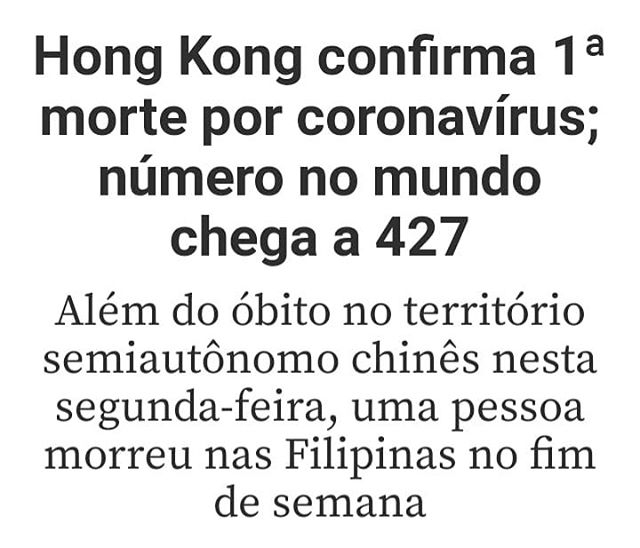 Hong Kong confirma 1ª
morte por coronavírus;
número no mundo
chega a 427
Além do óbito no território
semiautônomo chinês nesta
segunda-feira, uma pessoa
morreu nas Filipinas no fim
de semana